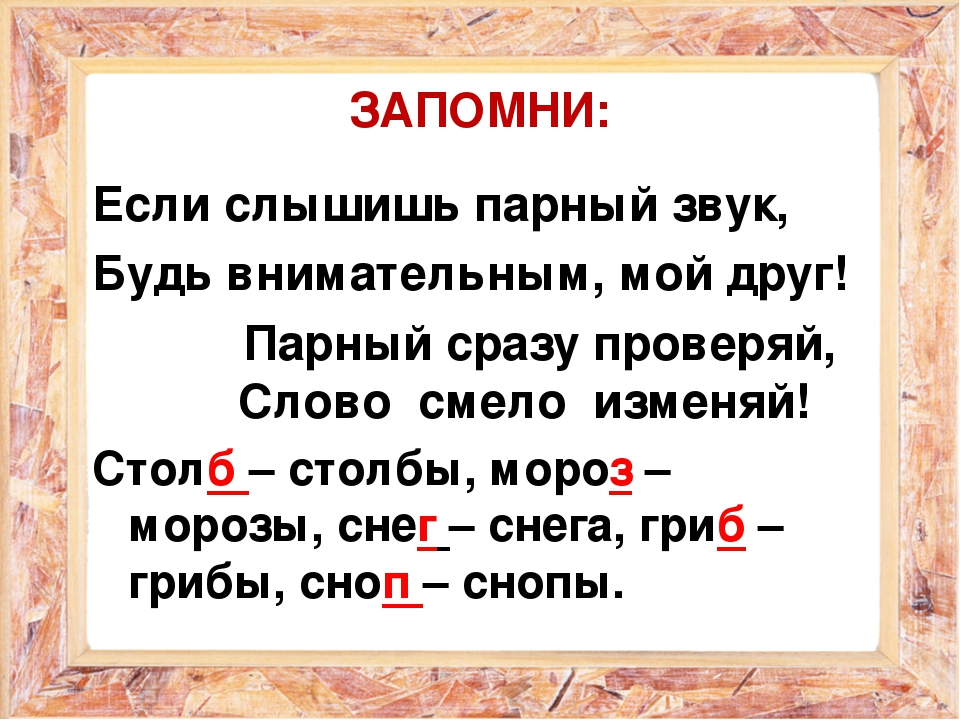 ЗАПОМНИ:
Если слышишь парный звук,
Будь внимательным, мой друг!
Парный сразу проверяй,
Слово смело изменяй!
Столб – столбы, мороз –
морозы, снег – снега, гриб –
грибы, сноп – снопы.